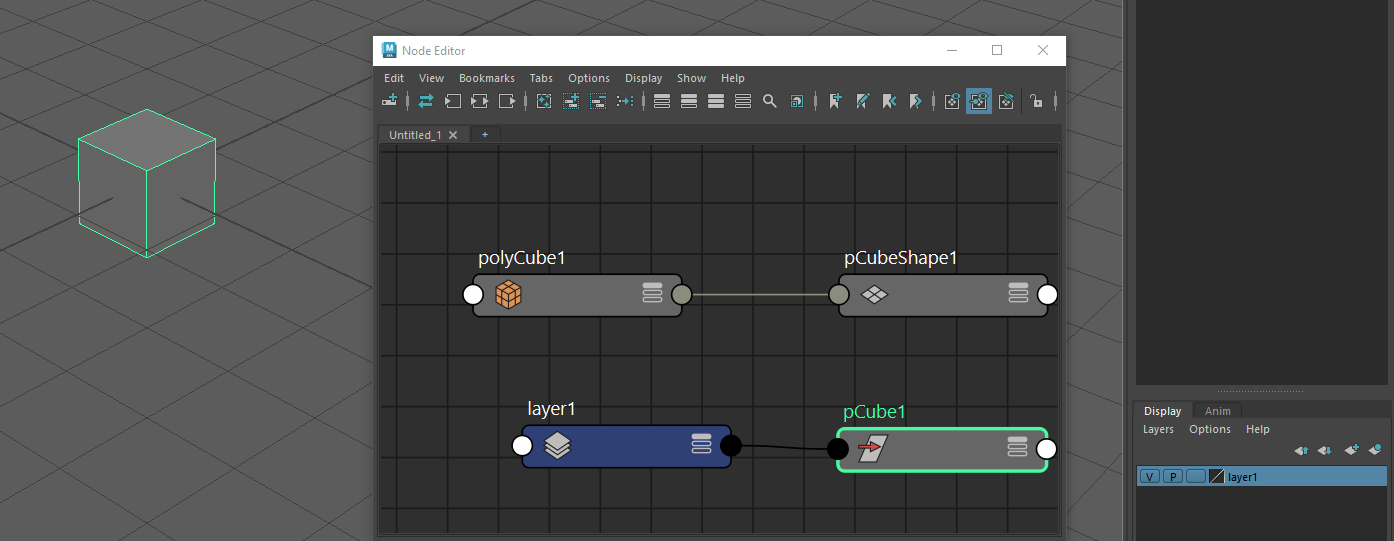 Node Editor
Edit View Bookmarks Tabs Options Display Show Help
Untitled_1
polyCube1 pCubeShape1
layer1 pCube1
Display Anim
Layers Options Help
V P layer1